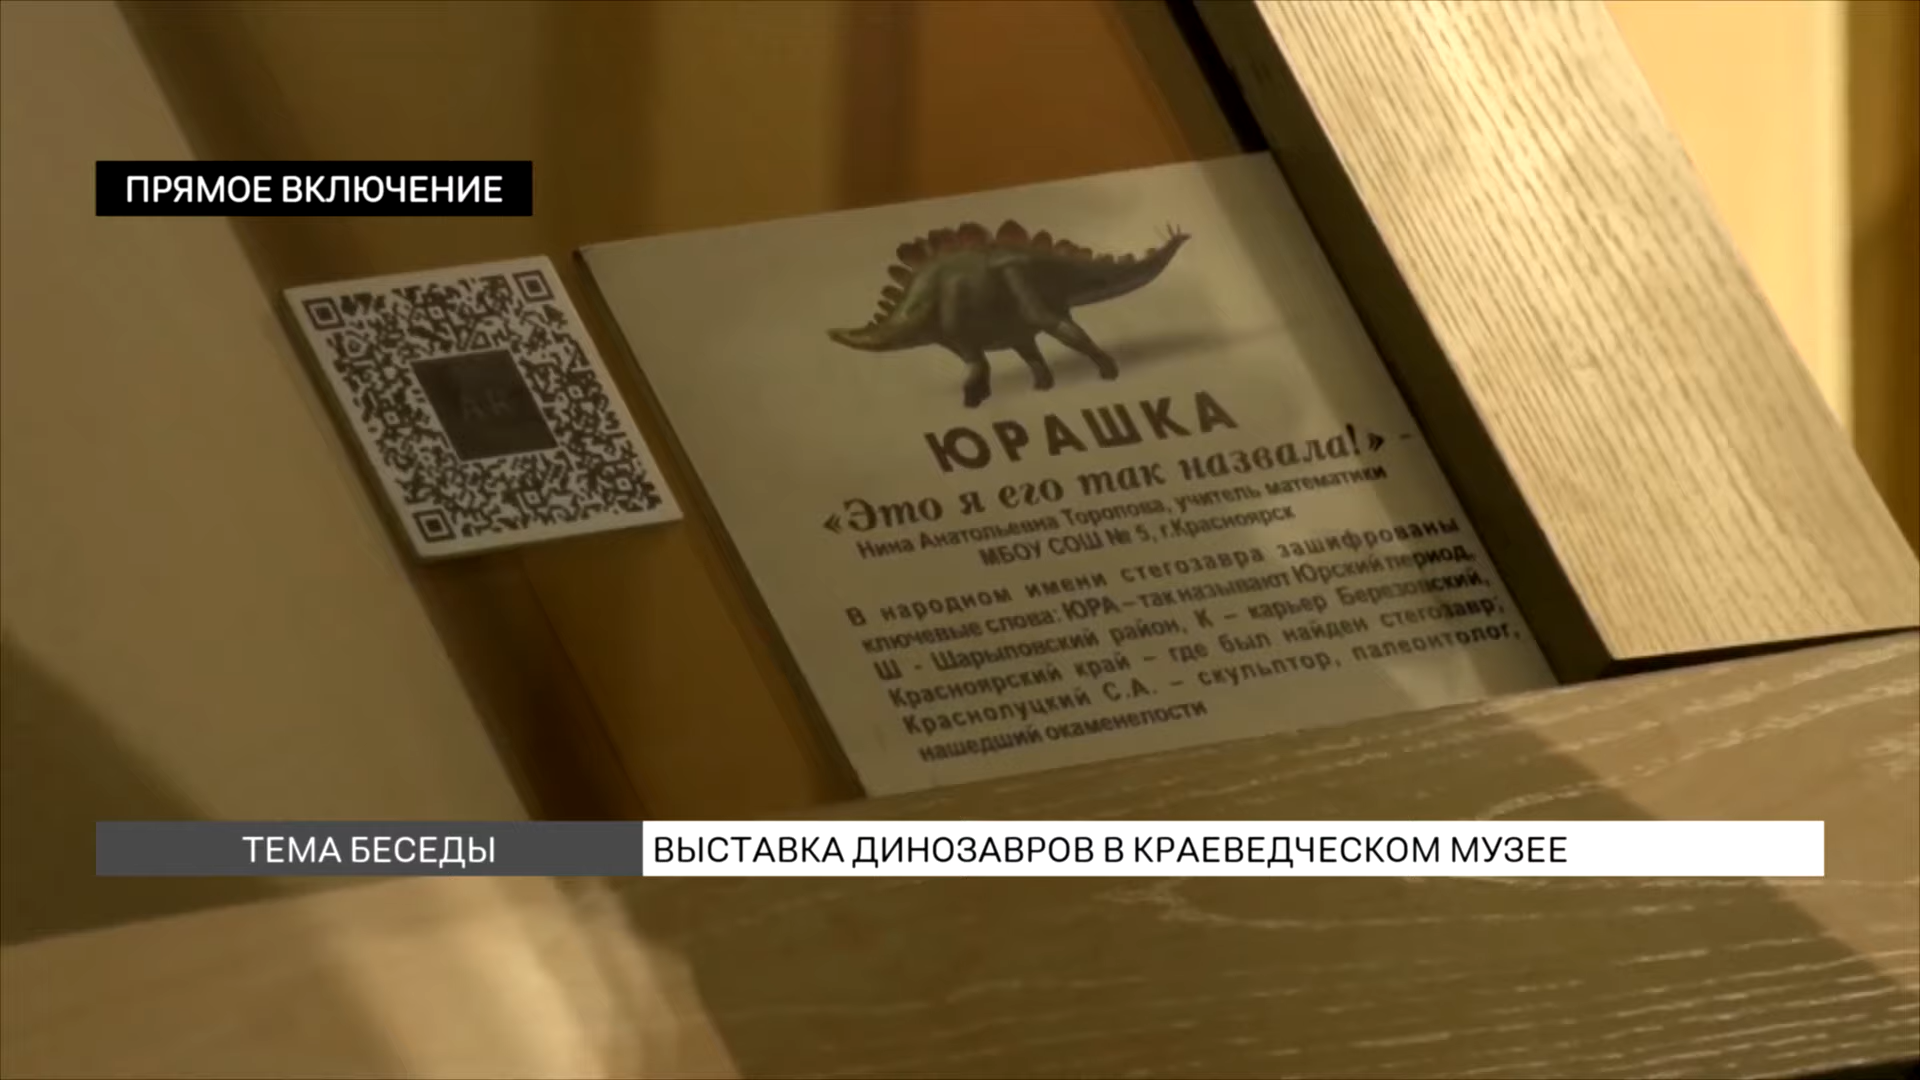 ПРЯМОЕ ВКЛЮЧЕНИЕ
ЮРАШКА
«Это я его так назвала!» -
Нина Анатольевна Торопова, учитель математики
МБОУ СОШ № 5, г.Красноярск
В народном имени стегозавра зашифрованы
ключевые слова: ЮРА – так называют Юрский период,
Ш - Шарыповский район, К – карьер Березовский,
Красноярский край – где был найден стегозавр;
Краснолуцкий С.А. – скульптор, палеонтолог,
нашедший окаменелости
ТЕМА БЕСЕДЫ
ВЫСТАВКА ДИНОЗАВРОВ В КРАЕВЕДЧЕСКОМ МУЗЕЕ